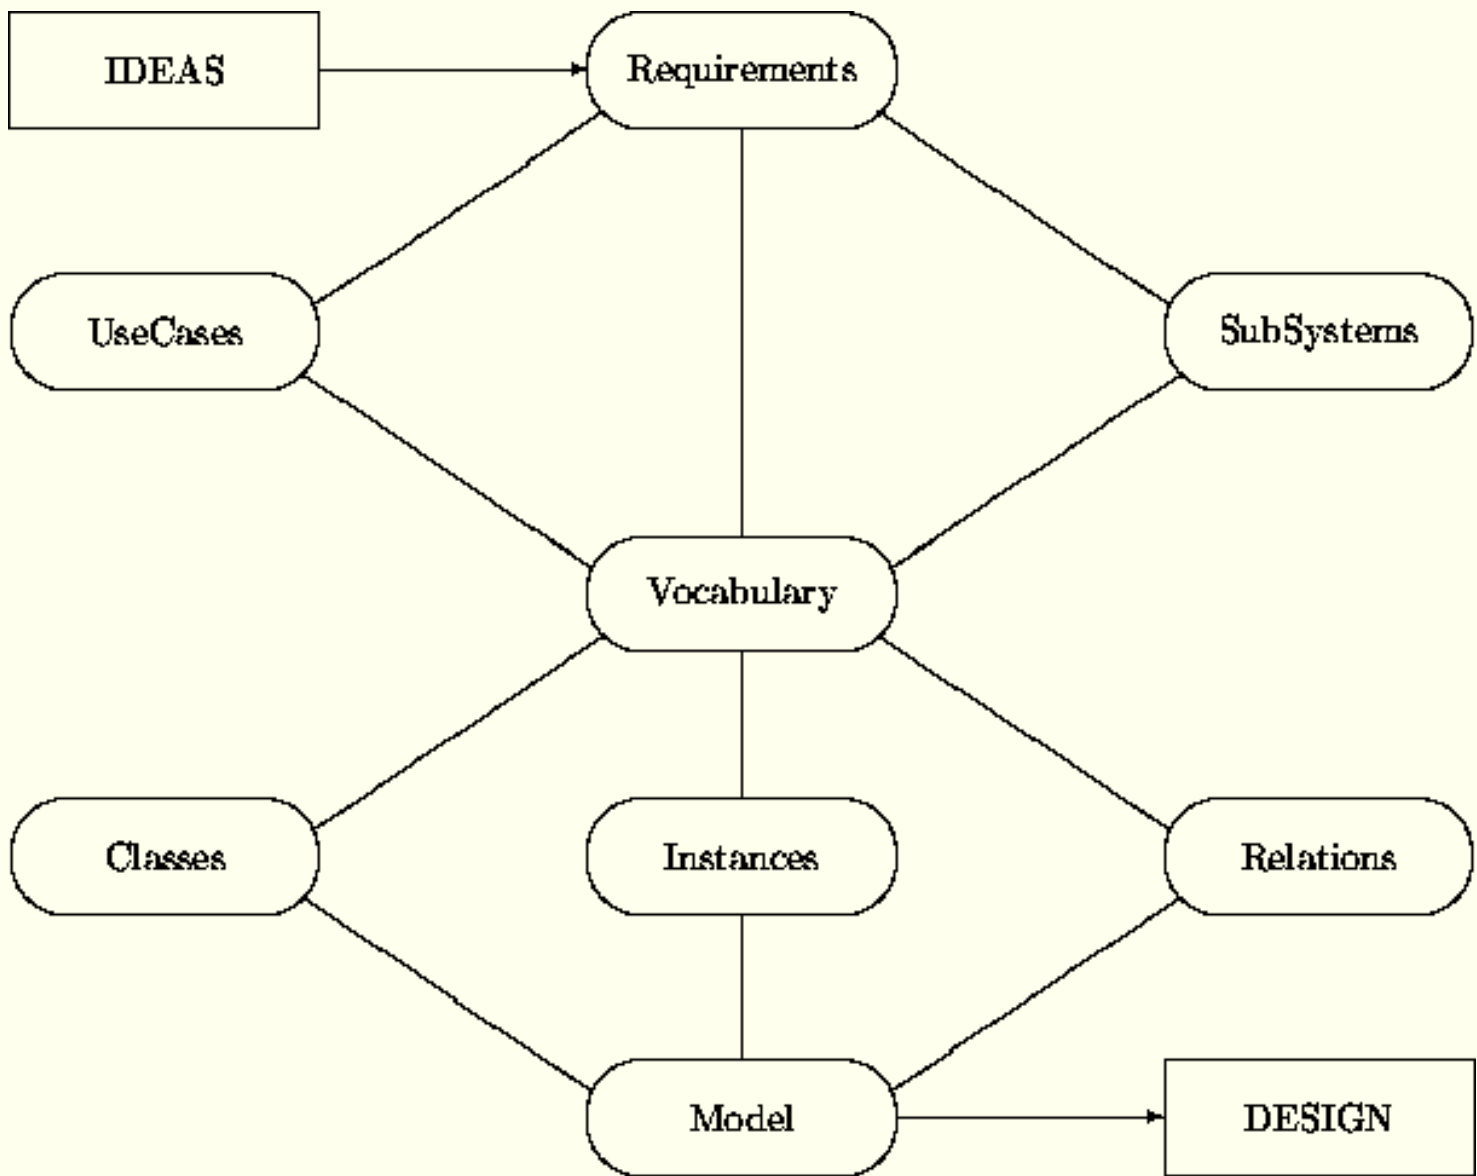 IDEAS
Requirements
UseCases
SubSystems
Vocabulary
Classes
Instances
Relations
Model
DESIGN